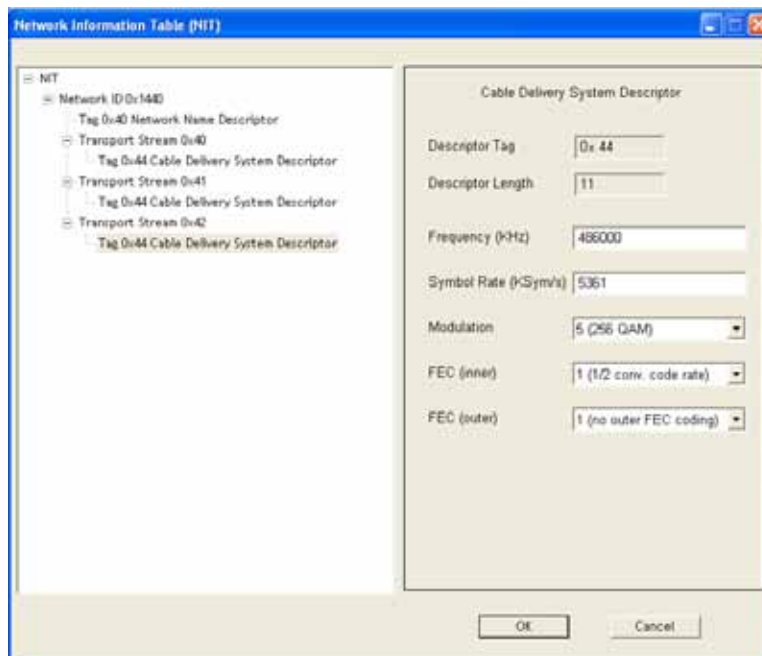 Network Information Table (NIT)
NIT
Network ID 0x1440
Tag 0x40 Network Name Descriptor
Transport Stream 0x40
Tag 0x44 Cable Delivery System Descriptor
Transport Stream 0x41
Tag 0x44 Cable Delivery System Descriptor
Transport Stream 0x42
Tag 0x44 Cable Delivery System Descriptor
Cable Delivery System Descriptor
Descriptor Tag 0x 44
Descriptor Length 11
Frequency (KHz) 486000
Symbol Rate (KSym/s) 5361
Modulation 5 (256 QAM)
FEC (inner) 1 (1/2 conv. code rate)
FEC (outer) 1 (no outer FEC coding)
OK Cancel